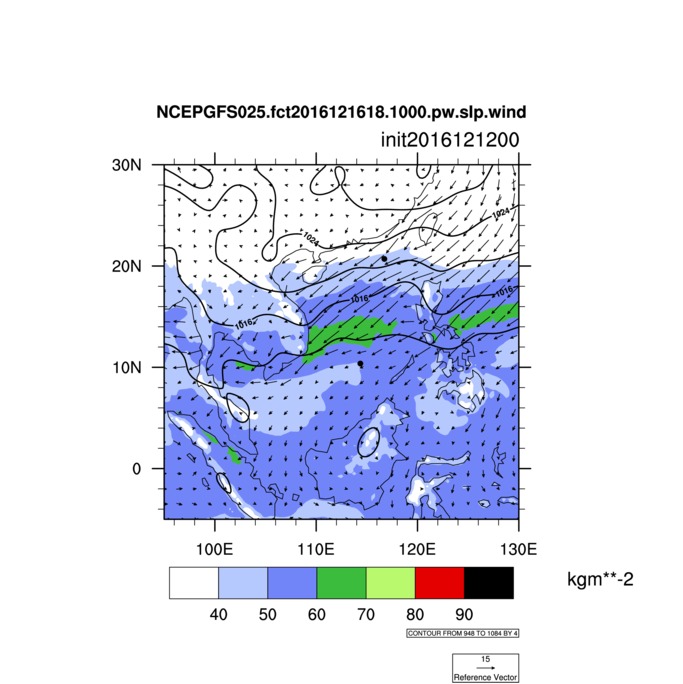 NCEPGFS025.fct2016121618.1000.pw.slp.wind
init2016121200
30N
1024
1024
20N
1016
1016
1016
10N
0
100E 110E 120E 130E
kgm**-2
40 50 60 70 80 90
CONTOUR FROM 948 TO 1084 BY 4
15
Reference Vector